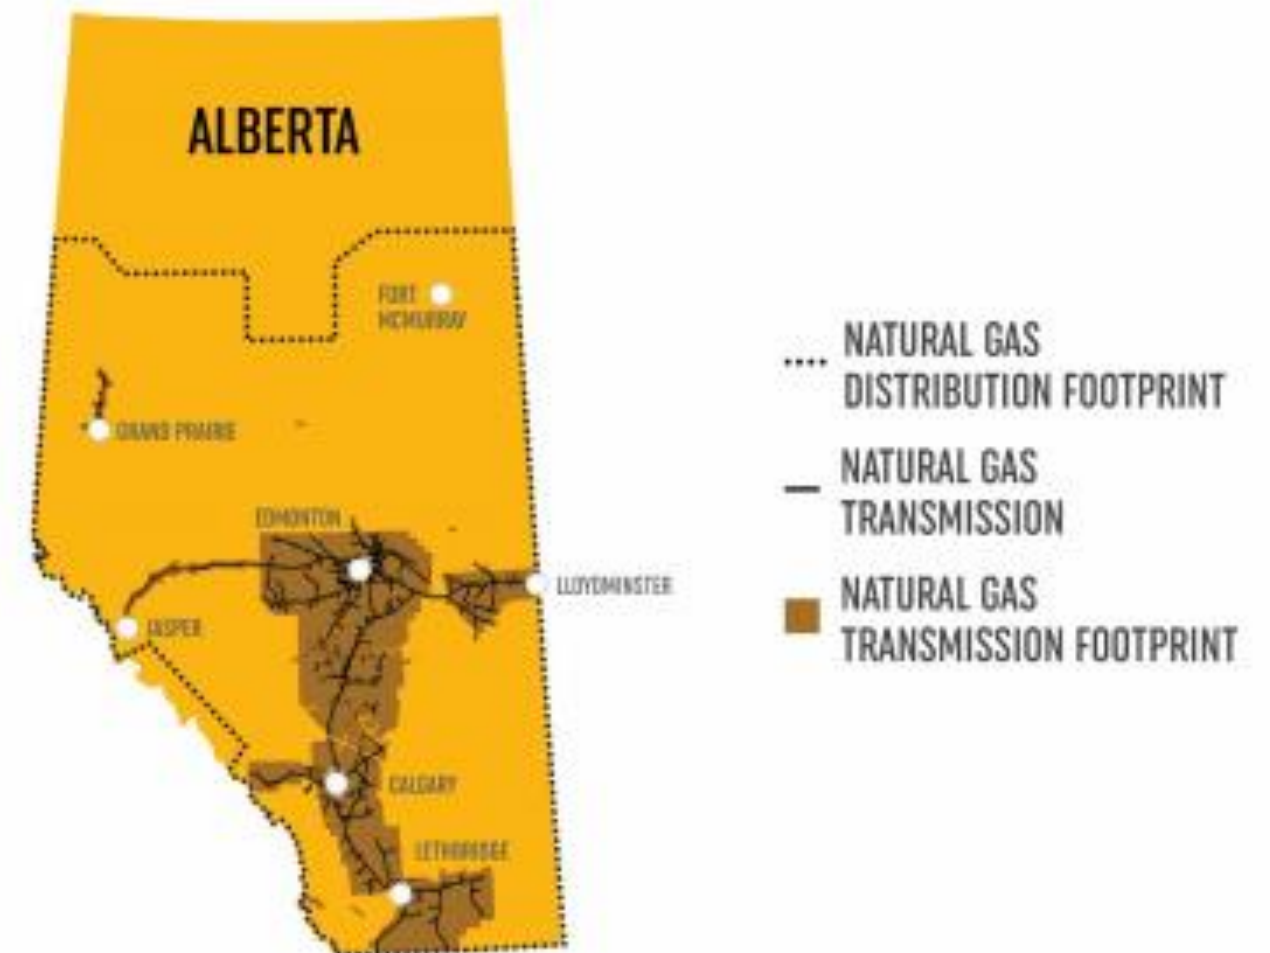 ALBERTA
FORT
MCMURRAY
GRAND PRAIRIE
EDMONTON
LLOYDMINSTER
JASPER
CALGARY
LETHBRIDGE
NATURAL GAS
DISTRIBUTION FOOTPRINT
NATURAL GAS
TRANSMISSION
NATURAL GAS
TRANSMISSION FOOTPRINT